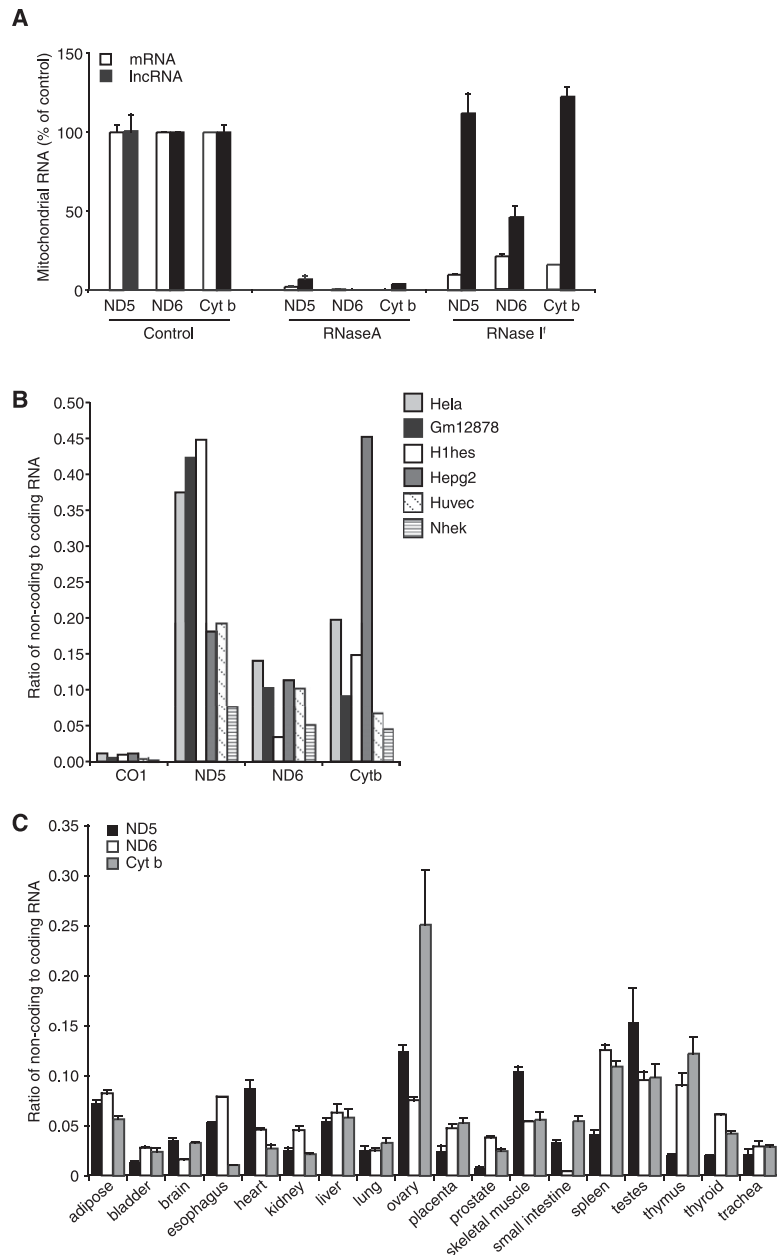 A
Mitochondrial RNA (% of control)
150
100
50
0
mRNA
lncRNA
ND5 ND6 Cyt b ND5 ND6 Cyt b ND5 ND6 Cyt b
Control RNaseA RNase Iᶠ
B
Ratio of non-coding to coding RNA
0.50
0.45
0.40
0.35
0.30
0.25
0.20
0.15
0.10
0.05
0.00
Hela
Gm12878
H1hes
Hepg2
Huvec
Nhek
CO1 ND5 ND6 Cytb
C
Ratio of non-coding to coding RNA
0.35
0.30
0.25
0.20
0.15
0.10
0.05
0
ND5
ND6
Cyt b
adipose
bladder
brain
esophagus
heart
kidney
liver
lung
ovary
placenta
prostate
skeletal muscle
small intestine
spleen
testes
thymus
thyroid
trachea